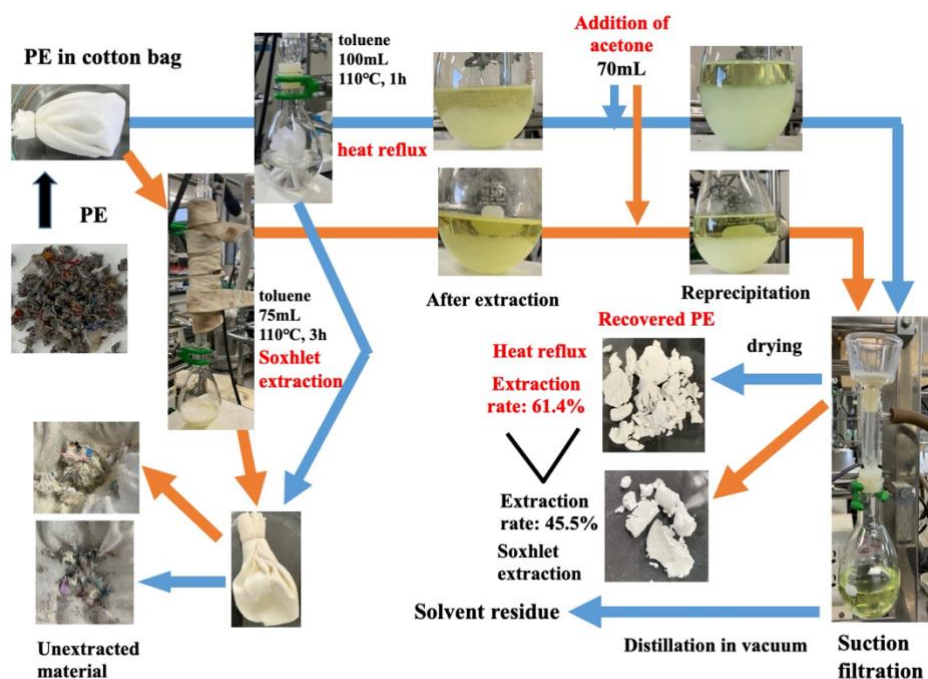 PE in cotton bag
toluene
100mL
110°C, 1h
heat reflux
Addition of
acetone
70mL
PE
toluene
75mL
110°C, 3h
Soxhlet
extraction
After extraction
Reprecipitation
Recovered PE
drying
Heat reflux
Extraction
rate: 61.4%
Extraction
rate: 45.5%
Soxhlet
extraction
Solvent residue
Distillation in vacuum
Suction
filtration
Unextracted
material